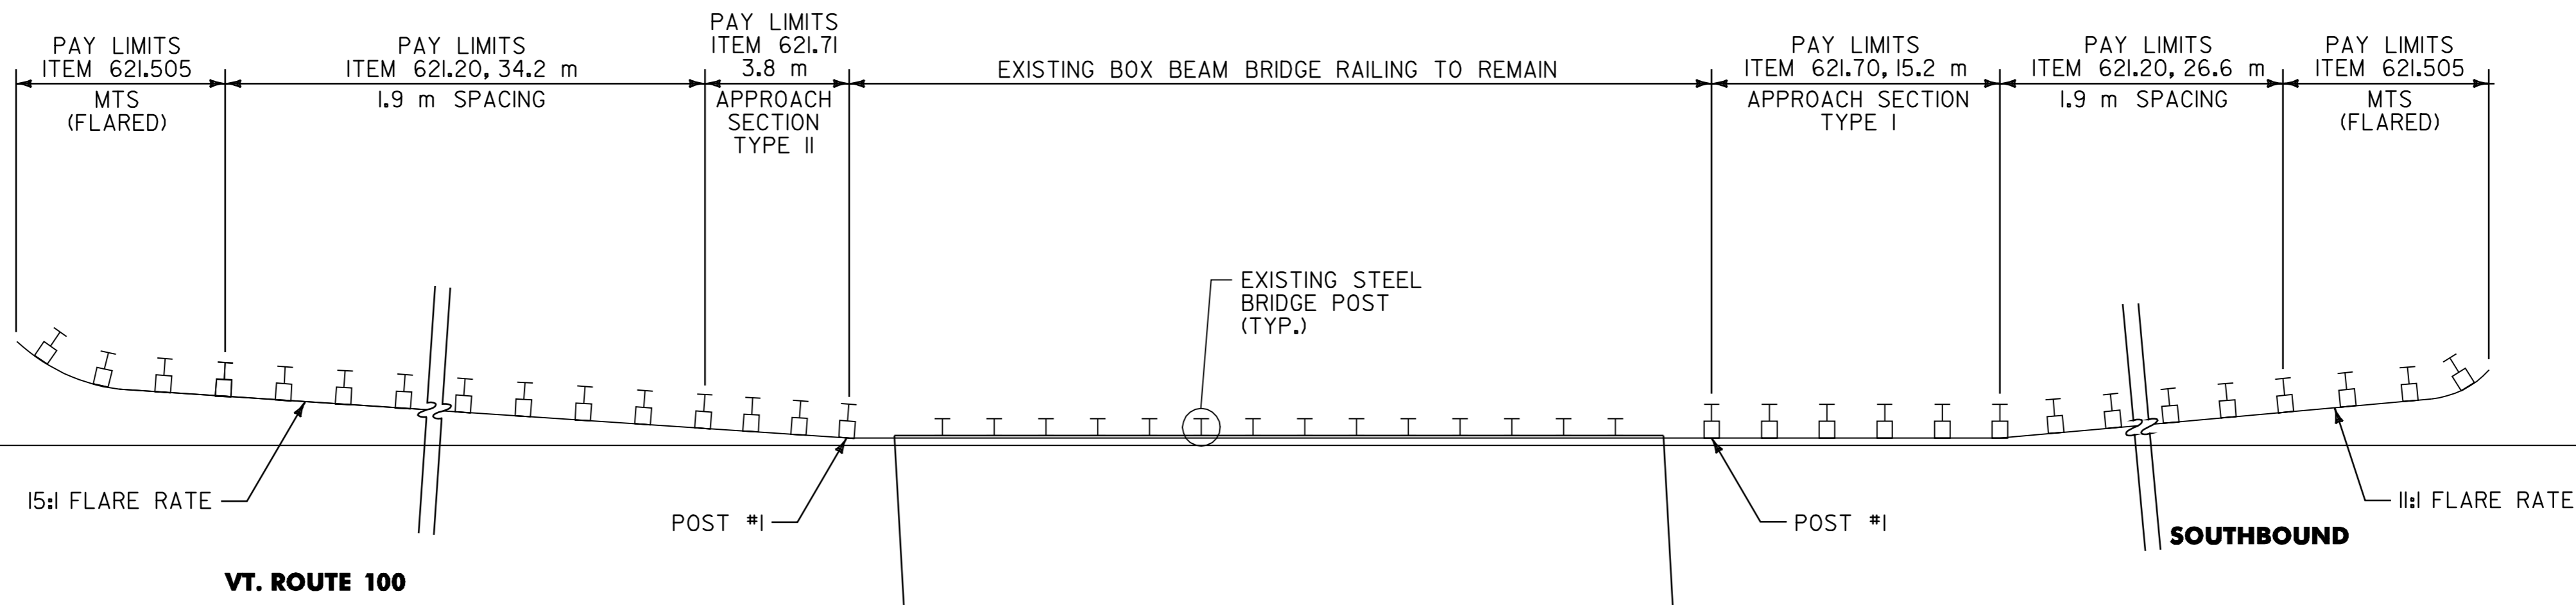 PAY LIMITS
ITEM 621.505
MTS
(FLARED)
PAY LIMITS
ITEM 621.20, 34.2 m
1.9 m SPACING
PAY LIMITS
ITEM 621.71
3.8 m
APPROACH
SECTION
TYPE II
EXISTING BOX BEAM BRIDGE RAILING TO REMAIN
PAY LIMITS
ITEM 621.70, 15.2 m
APPROACH SECTION
TYPE I
PAY LIMITS
ITEM 621.20, 26.6 m
1.9 m SPACING
PAY LIMITS
ITEM 621.505
MTS
(FLARED)
EXISTING STEEL
BRIDGE POST
(TYP.)
15:1 FLARE RATE
POST #1
POST #1
11:1 FLARE RATE
SOUTHBOUND
VT. ROUTE 100